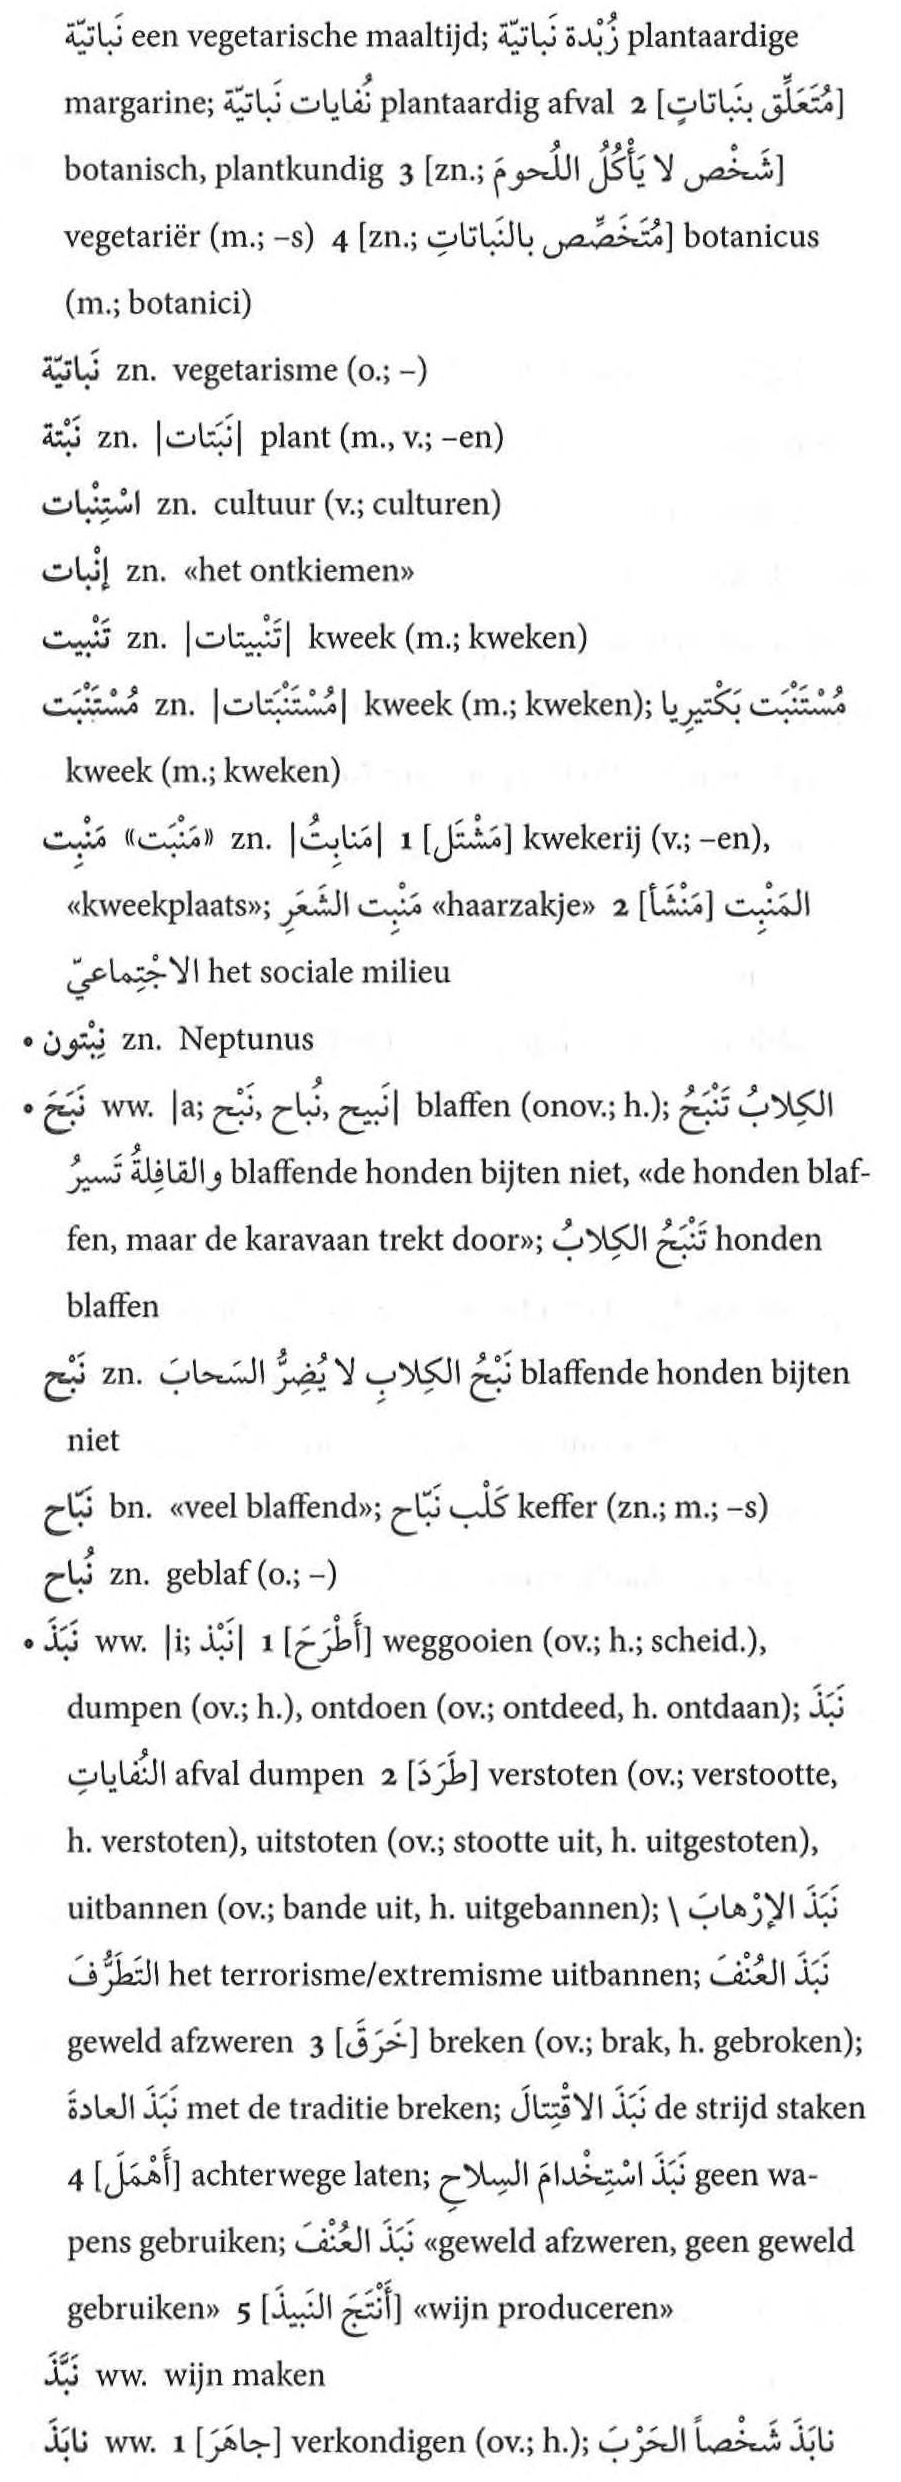 نَباتيّة een vegetarische maaltijd; زُبْدة نَباتيّة plantaardige
margarine; نُفايات نَباتيّة plantaardig afval 2 [مُتَعَلِّق بِنَباتاتٍ]
botanisch, plantkundig 3 [zn.; شَخْص لا يَأْكُلُ اللُحومَ]
vegetariër (m.; –s) 4 [zn.; مُتَخَصِّص بالنَباتاتِ] botanicus
(m.; botanici)
نَباتيّة zn. vegetarisme (o.; –)
نَبْتة zn. |نَبَتات| plant (m., v.; –en)
اسْتِنْبات zn. cultuur (v.; culturen)
إنْبات zn. «het ontkiemen»
تَنْبيت zn. |تَنْبيتات| kweek (m.; kweken)
مُسْتَنْبَت zn. |مُسْتَنْبَتات| kweek (m.; kweken); مُسْتَنْبَت بَكْتيرِيا
kweek (m.; kweken)
مَنْبِت «مَنْبَت» zn. |مَنابِتُ| 1 [مَشْتَل] kwekerij (v.; –en),
«kweekplaats»; مَنْبِت الشَعَرِ «haarzakje» 2 [مَنْشَأ] المَنْبِت
الاجْتِماعيّ het sociale milieu
• نِبْتون zn. Neptunus
• نَبَحَ ww. |a; نَبْح, نُباح, نَبيح| blaffen (onov.; h.); الكِلابُ تَنْبَحُ
والقافِلةُ تَسيرُ blaffende honden bijten niet, «de honden blaf-
fen, maar de karavaan trekt door»; تَنْبَحُ الكِلابُ honden
blaffen
نَبْح zn. نَبْحُ الكِلابِ لا يُضِرُّ السَحابَ blaffende honden bijten
niet
نَبّاح bn. «veel blaffend»; كَلْب نَبّاح keffer (zn.; m.; –s)
نُباح zn. geblaf (o.; –)
• نَبَذَ ww. |i; نَبْذ| 1 [أَطْرَحَ] weggooien (ov.; h.; scheid.),
dumpen (ov.; h.), ontdoen (ov.; ontdeed, h. ontdaan); نَبَذَ
النُفاياتِ afval dumpen 2 [طَرَدَ] verstoten (ov.; verstootte,
h. verstoten), uitstoten (ov.; stootte uit, h. uitgestoten),
uitbannen (ov.; bande uit, h. uitgebannen); نَبَذَ الإرْهابَ \
التَطَرُّفَ het terrorisme/extremisme uitbannen; نَبَذَ العُنْفَ
geweld afzweren 3 [خَرَقَ] breken (ov.; brak, h. gebroken);
نَبَذَ العادةَ met de traditie breken; نَبَذَ الاقْتِتالَ de strijd staken
4 [أَهْمَلَ] achterwege laten; نَبَذَ اسْتِخْدامَ السِلاحِ geen wa-
pens gebruiken; نَبَذَ العُنْفَ «geweld afzweren, geen geweld
gebruiken» 5 [أَنْتَجَ النَبيذَ] «wijn produceren»
نَبَّذَ ww. wijn maken
نابَذَ ww. 1 [جاهَرَ] verkondigen (ov.; h.); نابَذَ شَخْصاً الحَرْبَ